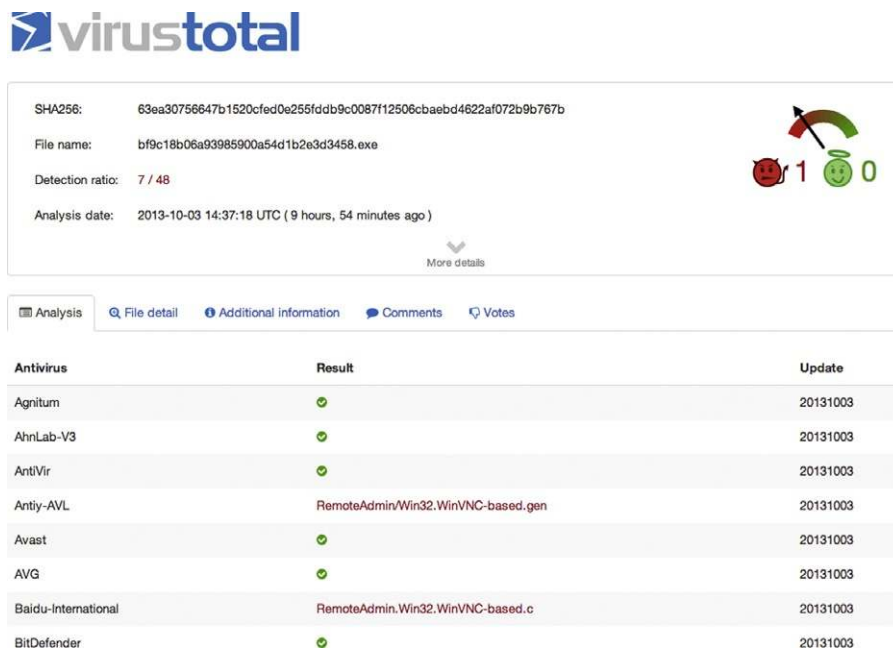 virustotal
SHA256: 63ea30756647b1520cfed0e255fddb9c0087f12506cbaebd4622af072b9b767b
File name: bf9c18b06a93985900a54d1b2e3d3458.exe
Detection ratio: 7 / 48
Analysis date: 2013-10-03 14:37:18 UTC ( 9 hours, 54 minutes ago )
1 0
More details
Analysis File detail Additional information Comments Votes
Antivirus Result Update
Agnitum 20131003
AhnLab-V3 20131003
AntiVir 20131003
Antiy-AVL RemoteAdmin/Win32.WinVNC-based.gen 20131003
Avast 20131003
AVG 20131003
Baidu-International RemoteAdmin.Win32.WinVNC-based.c 20131003
BitDefender 20131003